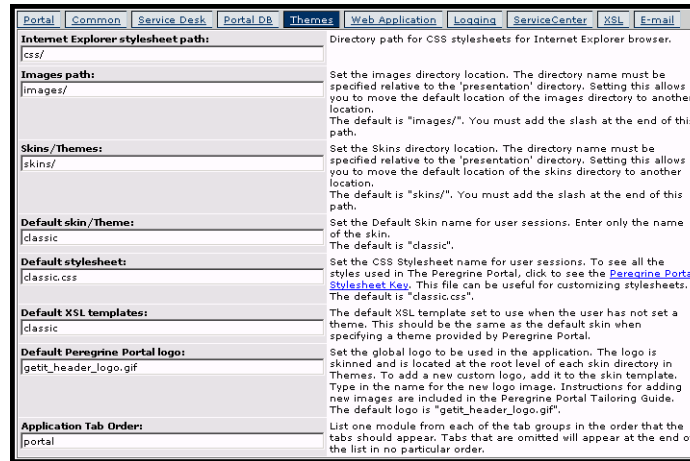 Portal Common Service Desk Portal DB Themes Web Application Logging ServiceCenter XSL E-mail
Internet Explorer stylesheet path:
css/
Directory path for CSS stylesheets for Internet Explorer browser.
Images path:
images/
Set the images directory location. The directory name must be
specified relative to the 'presentation' directory. Setting this allows
you to move the default location of the images directory to another
location.
The default is "images/". You must add the slash at the end of this
path.
Skins/Themes:
skins/
Set the Skins directory location. The directory name must be
specified relative to the 'presentation' directory. Setting this allows
you to move the default location of the skins directory to another
location.
The default is "skins/". You must add the slash at the end of this
path.
Default skin/Theme:
classic
Set the Default Skin name for user sessions. Enter only the name
of the skin.
The default is "classic".
Default stylesheet:
classic.css
Set the CSS Stylesheet name for user sessions. To see all the
styles used in The Peregrine Portal, click to see the Peregrine Porta
Stylesheet Key. This file can be useful for customizing stylesheets.
The default is "classic.css".
Default XSL templates:
classic
The default XSL template set to use when the user has not set a
theme. This should be the same as the default skin when
specifying a theme provided by Peregrine Portal.
Default Peregrine Portal logo:
getit_header_logo.gif
Set the global logo to be used in the application. The logo is
skinned and is located at the root level of each skin directory in
Themes. To add a new custom logo, add it to the skin template.
Type in the name for the new logo image. Instructions for adding
new images are included in the Peregrine Portal Tailoring Guide.
The default logo is "getit_header_logo.gif".
Application Tab Order:
portal
List one module from each of the tab groups in the order that the
tabs should appear. Tabs that are omitted will appear at the end o
the list in no particular order.